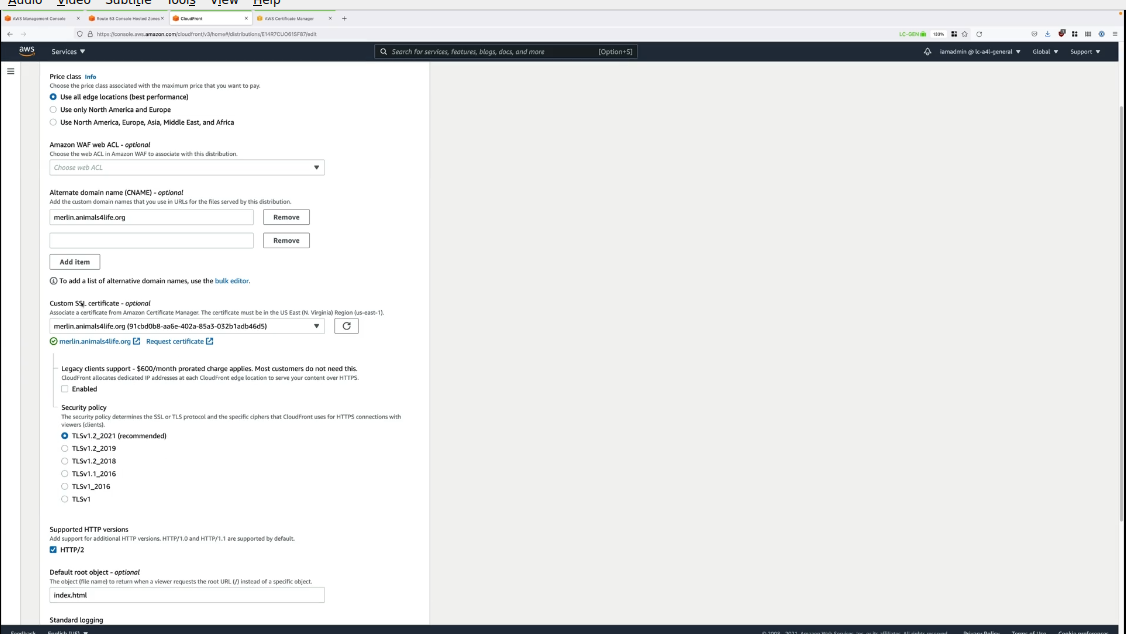 Audio Video Subtitle Tools View Help
AWS Management Console × Route 53 Console Hosted Zones × CloudFront × AWS Certificate Manager × +
https://console.aws.amazon.com/cloudfront/v3/home#/distributions/E14R7CUO61SF87/edit LC-GEN 133%
aws Services ▼ Search for services, features, blogs, docs, and more [Option+S] iamadmin @ lc-a4l-general ▼ Global ▼ Support ▼
Price class Info
Choose the price class associated with the maximum price that you want to pay.
Use all edge locations (best performance)
Use only North America and Europe
Use North America, Europe, Asia, Middle East, and Africa
Amazon WAF web ACL - optional
Choose the web ACL in Amazon WAF to associate with this distribution.
Choose web ACL
Alternate domain name (CNAME) - optional
Add the custom domain names that you use in URLs for the files served by this distribution.
merlin.animals4life.org Remove
Remove
Add item
To add a list of alternative domain names, use the bulk editor.
Custom SSL certificate - optional
Associate a certificate from Amazon Certificate Manager. The certificate must be in the US East (N. Virginia) Region (us-east-1).
merlin.animals4life.org (91cbd0b8-aa6e-402a-85a3-032b1adb46d5)
merlin.animals4life.org Request certificate
Legacy clients support - $600/month prorated charge applies. Most customers do not need this.
CloudFront allocates dedicated IP addresses at each CloudFront edge location to serve your content over HTTPS.
Enabled
Security policy
The security policy determines the SSL or TLS protocol and the specific ciphers that CloudFront uses for HTTPS connections with
viewers (clients).
TLSv1.2_2021 (recommended)
TLSv1.2_2019
TLSv1.2_2018
TLSv1.1_2016
TLSv1_2016
TLSv1
Supported HTTP versions
Add support for additional HTTP versions. HTTP/1.0 and HTTP/1.1 are supported by default.
HTTP/2
Default root object - optional
The object (file name) to return when a viewer requests the root URL (/) instead of a specific object.
index.html
Standard logging
Feedback English (US) ▼ Privacy Policy Terms of Use Cookie preferences